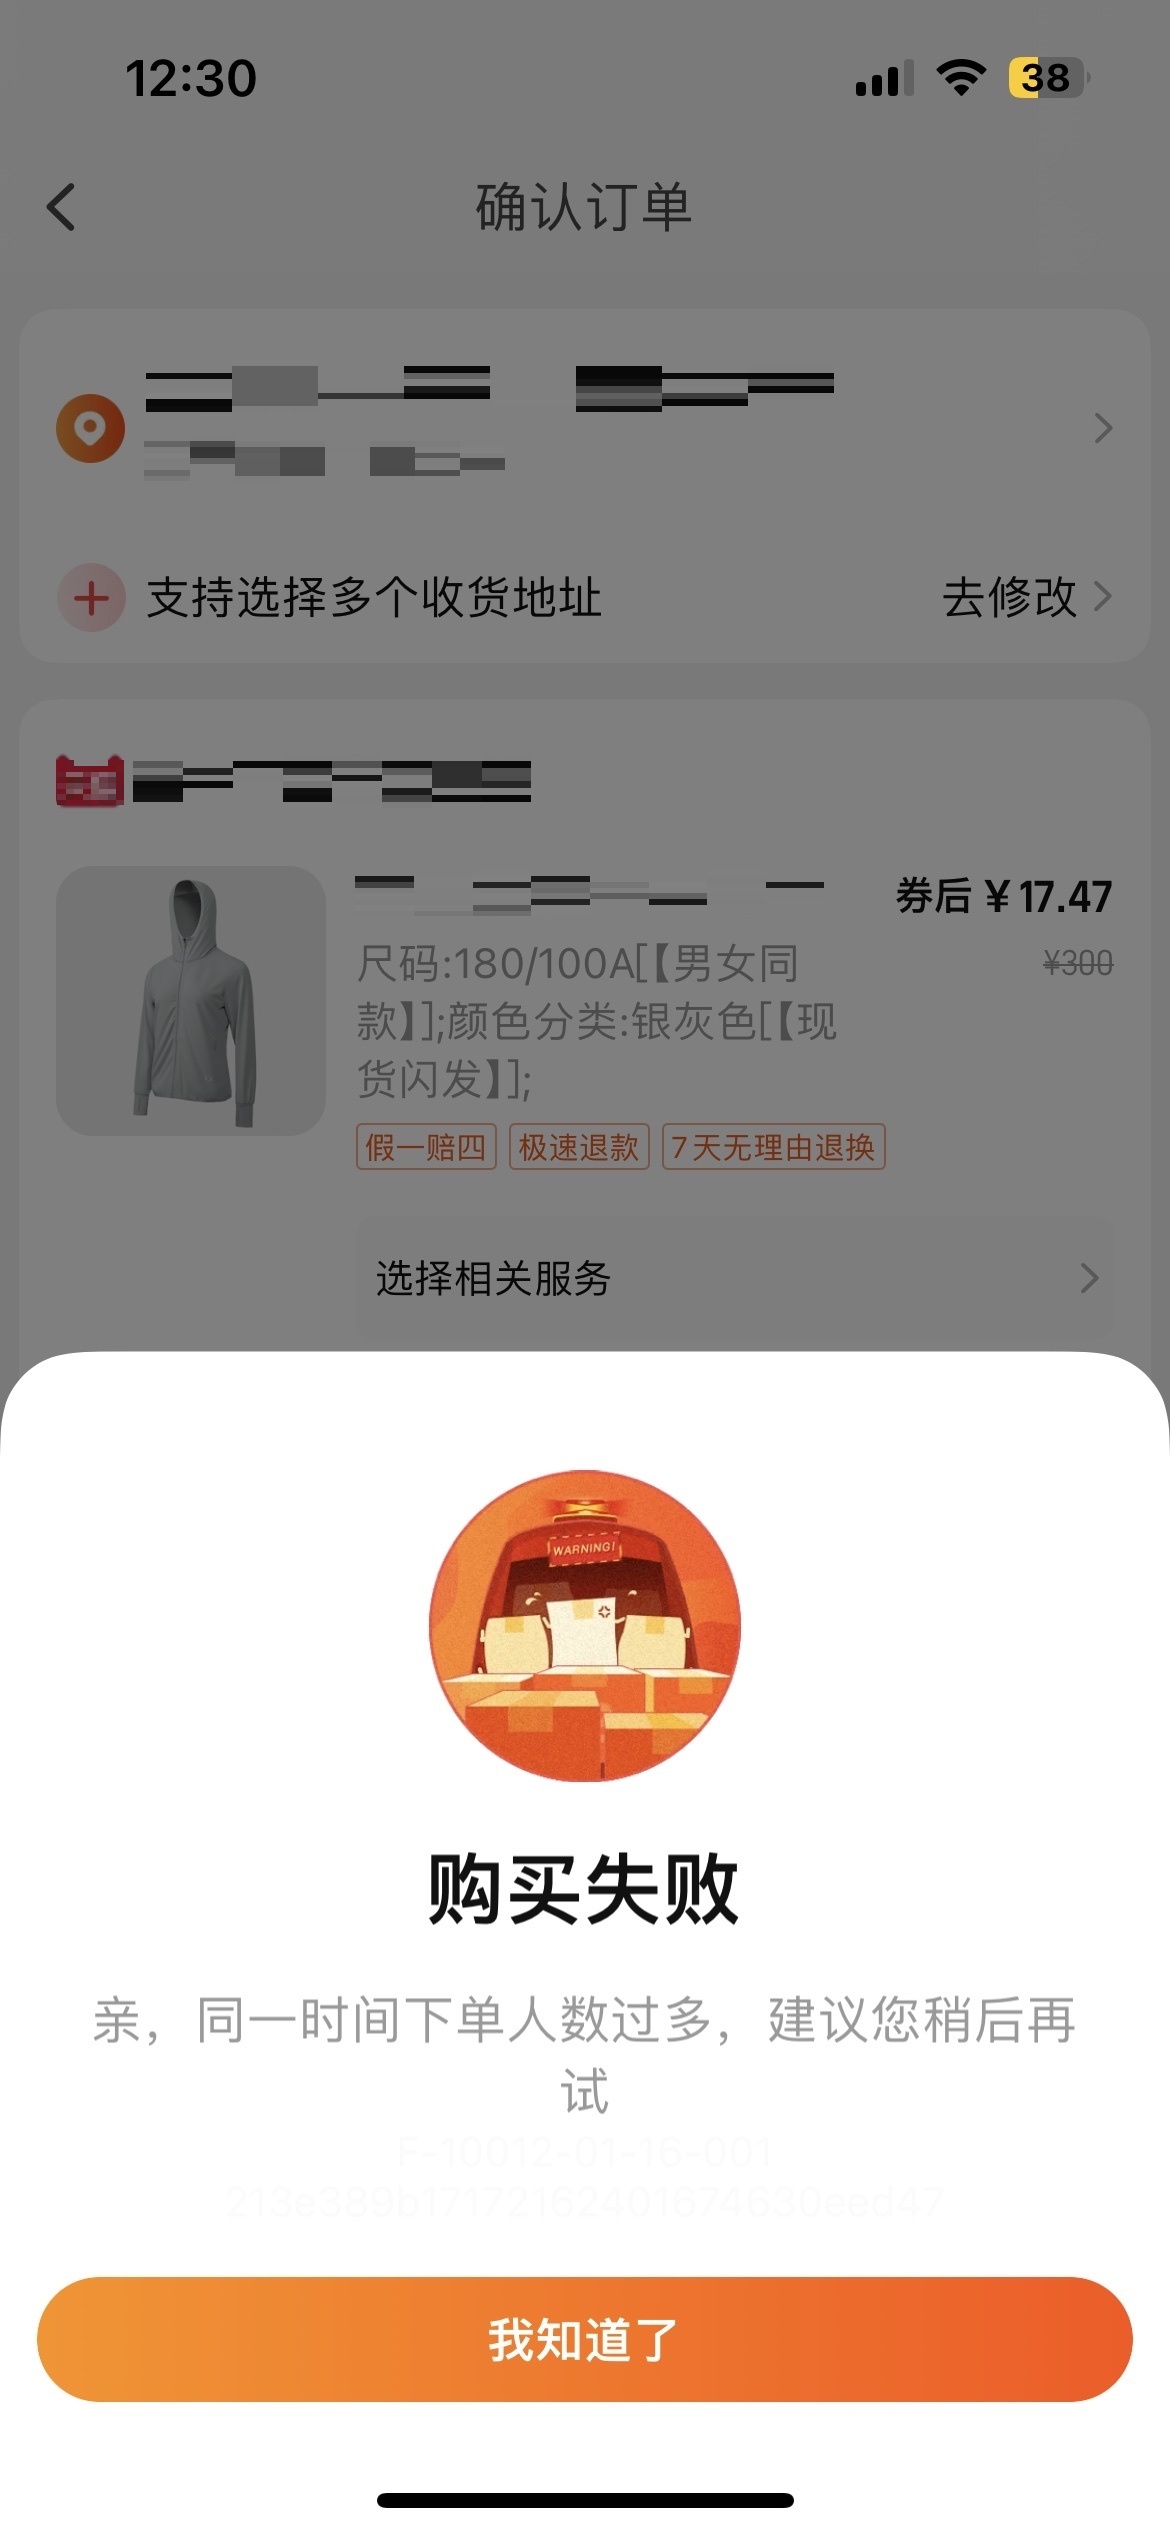 12:30
38
确认订单
支持选择多个收货地址
去修改
券后 ¥17.47
¥300
尺码:180/100A[【男女同
款】];颜色分类:银灰色[【现
货闪发】];
假一赔四 极速退款 7天无理由退换
选择相关服务
WARNING!
购买失败
亲，同一时间下单人数过多，建议您稍后再
试
F-10012-01-16-001
213e389b17172162401674630eed47
我知道了